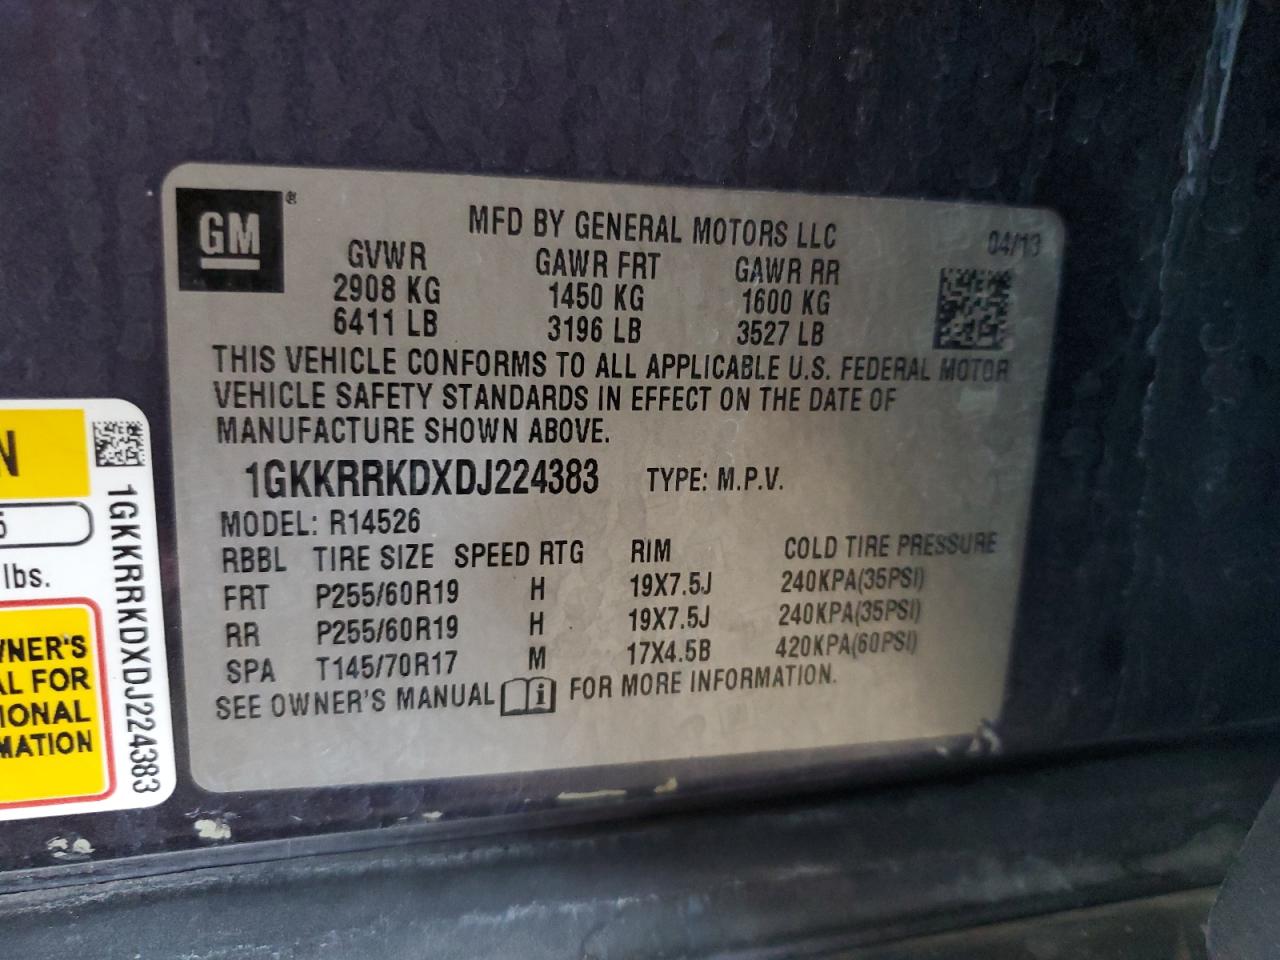 GM
®
MFD BY GENERAL MOTORS LLC
04/13
GVWR GAWR FRT GAWR RR
2908 KG 1450 KG 1600 KG
6411 LB 3196 LB 3527 LB
THIS VEHICLE CONFORMS TO ALL APPLICABLE U.S. FEDERAL MOTOR
VEHICLE SAFETY STANDARDS IN EFFECT ON THE DATE OF
MANUFACTURE SHOWN ABOVE.
1GKKRRKDXDJ224383 TYPE: M.P.V.
MODEL: R14526
RBBL TIRE SIZE SPEED RTG RIM COLD TIRE PRESSURE
FRT P255/60R19 H 19X7.5J 240KPA(35PSI)
RR P255/60R19 H 19X7.5J 240KPA(35PSI)
SPA T145/70R17 M 17X4.5B 420KPA(60PSI)
SEE OWNER'S MANUAL i FOR MORE INFORMATION.
N
5
lbs.
WNER'S
AL FOR
IONAL
MATION
1GKKRRKDXDJ224383